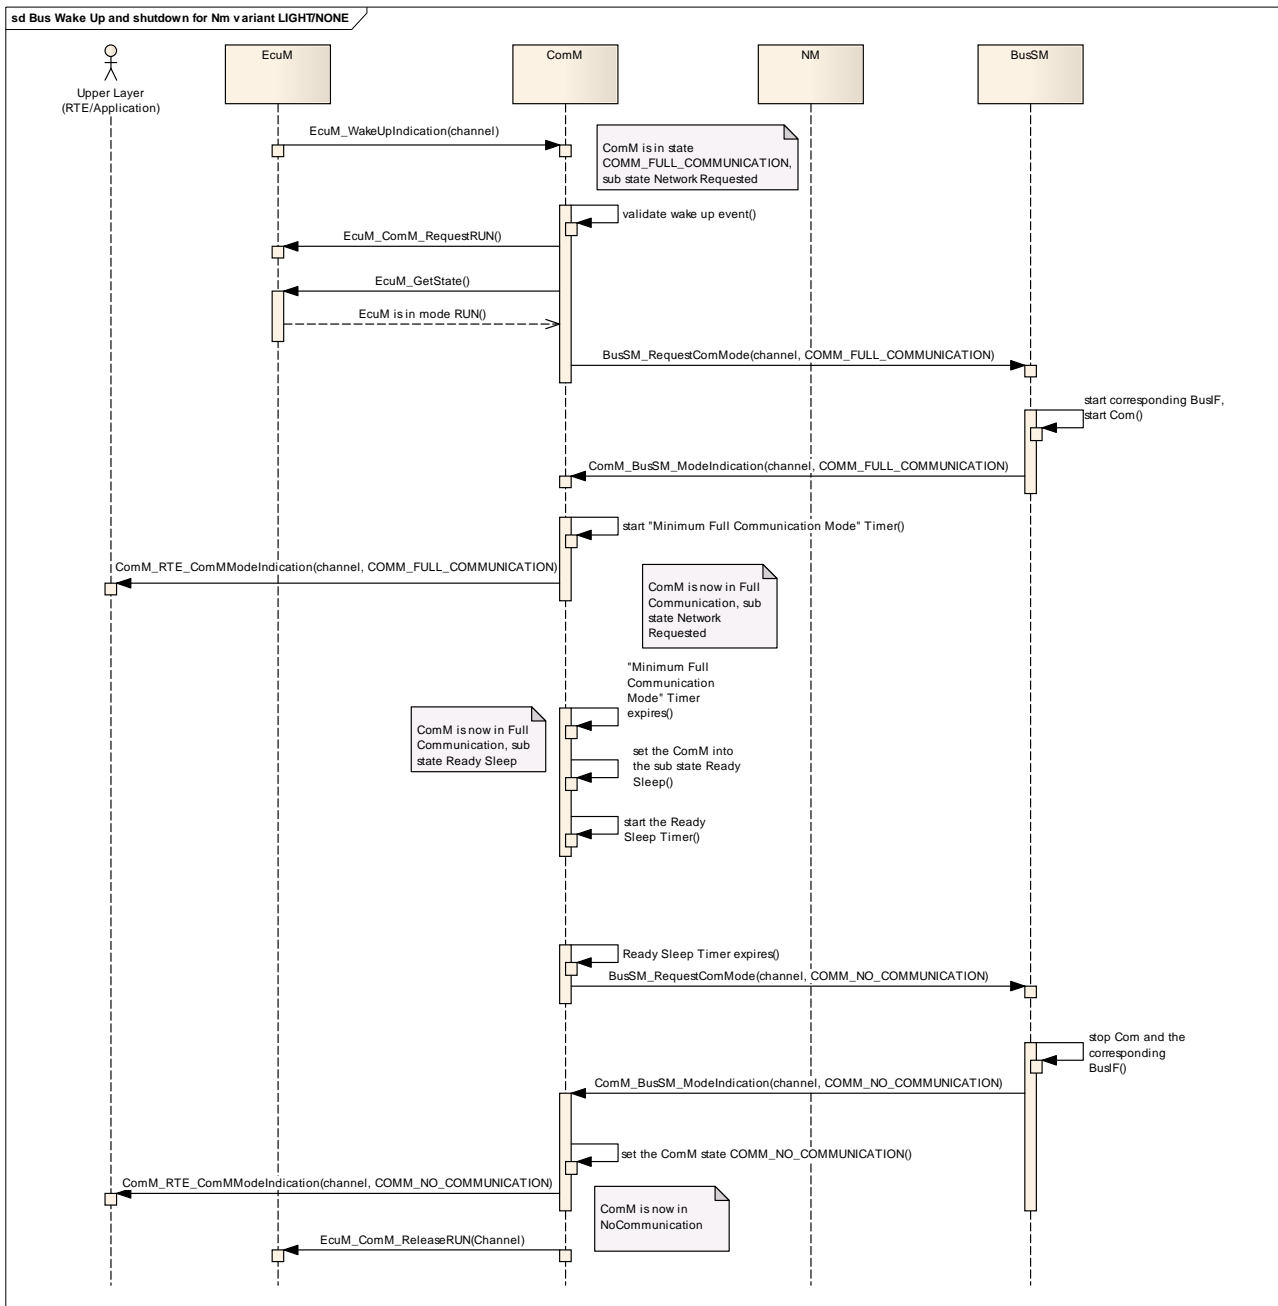 sd Bus Wake Up and shutdown for Nm variant LIGHT/NONE
EcuM
ComM
NM
BusSM
Upper Layer
(RTE/Application)
EcuM_WakeUpIndication(channel)
ComM is in state
COMM_FULL_COMMUNICATION,
sub state Network Requested
validate wake up event()
EcuM_ComM_RequestRUN()
EcuM_GetState()
EcuM is in mode RUN()
BusSM_RequestComMode(channel, COMM_FULL_COMMUNICATION)
start corresponding BusIF,
start Com()
ComM_BusSM_ModeIndication(channel, COMM_FULL_COMMUNICATION)
start "Minimum Full Communication Mode" Timer()
ComM_RTE_ComMModeIndication(channel, COMM_FULL_COMMUNICATION)
ComM is now in Full
Communication, sub
state Network
Requested
"Minimum Full
Communication
Mode" Timer
expires()
ComM is now in Full
Communication, sub
state Ready Sleep
set the ComM into
the sub state Ready
Sleep()
start the Ready
Sleep Timer()
Ready Sleep Timer expires()
BusSM_RequestComMode(channel, COMM_NO_COMMUNICATION)
stop Com and the
corresponding
BusIF()
ComM_BusSM_ModeIndication(channel, COMM_NO_COMMUNICATION)
set the ComM state COMM_NO_COMMUNICATION()
ComM_RTE_ComMModeIndication(channel, COMM_NO_COMMUNICATION)
ComM is now in
NoCommunication
EcuM_ComM_ReleaseRUN(Channel)